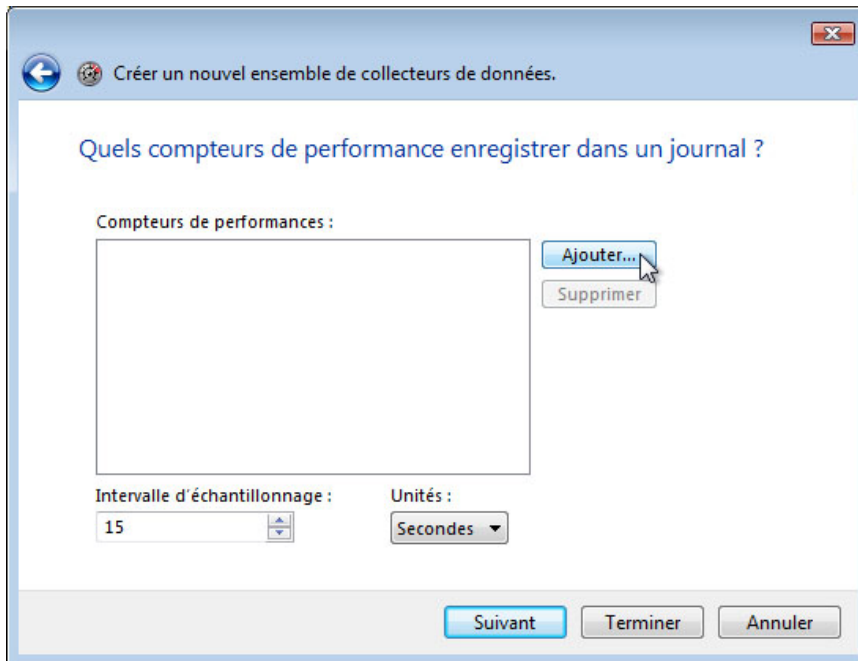 Créer un nouvel ensemble de collecteurs de données.
Quels compteurs de performance enregistrer dans un journal ?
Compteurs de performances :
Ajouter...
Supprimer
Intervalle d'échantillonnage :
Unités :
15
Secondes
Suivant
Terminer
Annuler